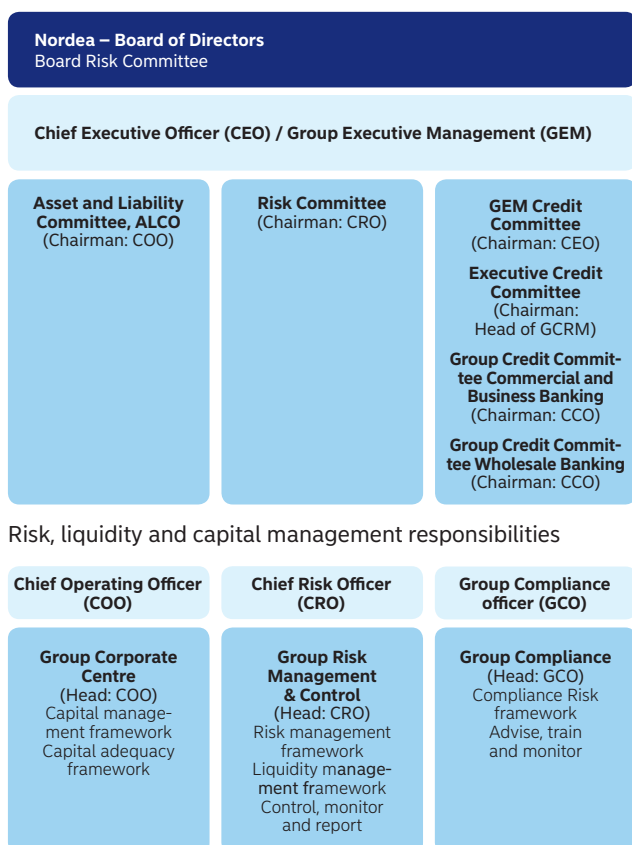 Nordea – Board of Directors
Board Risk Committee
Chief Executive Officer (CEO) / Group Executive Management (GEM)
Asset and Liability
Committee, ALCO
(Chairman: COO)
Risk Committee
(Chairman: CRO)
GEM Credit
Committee
(Chairman: CEO)
Executive Credit
Committee
(Chairman:
Head of GCRM)
Group Credit Commit-
tee Commercial and
Business Banking
(Chairman: CCO)
Group Credit Commit-
tee Wholesale Banking
(Chairman: CCO)
Risk, liquidity and capital management responsibilities
Chief Operating Officer
(COO)
Chief Risk Officer
(CRO)
Group Compliance
officer (GCO)
Group Corporate
Centre
(Head: COO)
Capital manage-
ment framework
Capital adequacy
framework
Group Risk
Management
& Control
(Head: CRO)
Risk management
framework
Liquidity manage-
ment framework
Control, monitor
and report
Group Compliance
(Head: GCO)
Compliance Risk
framework
Advise, train
and monitor